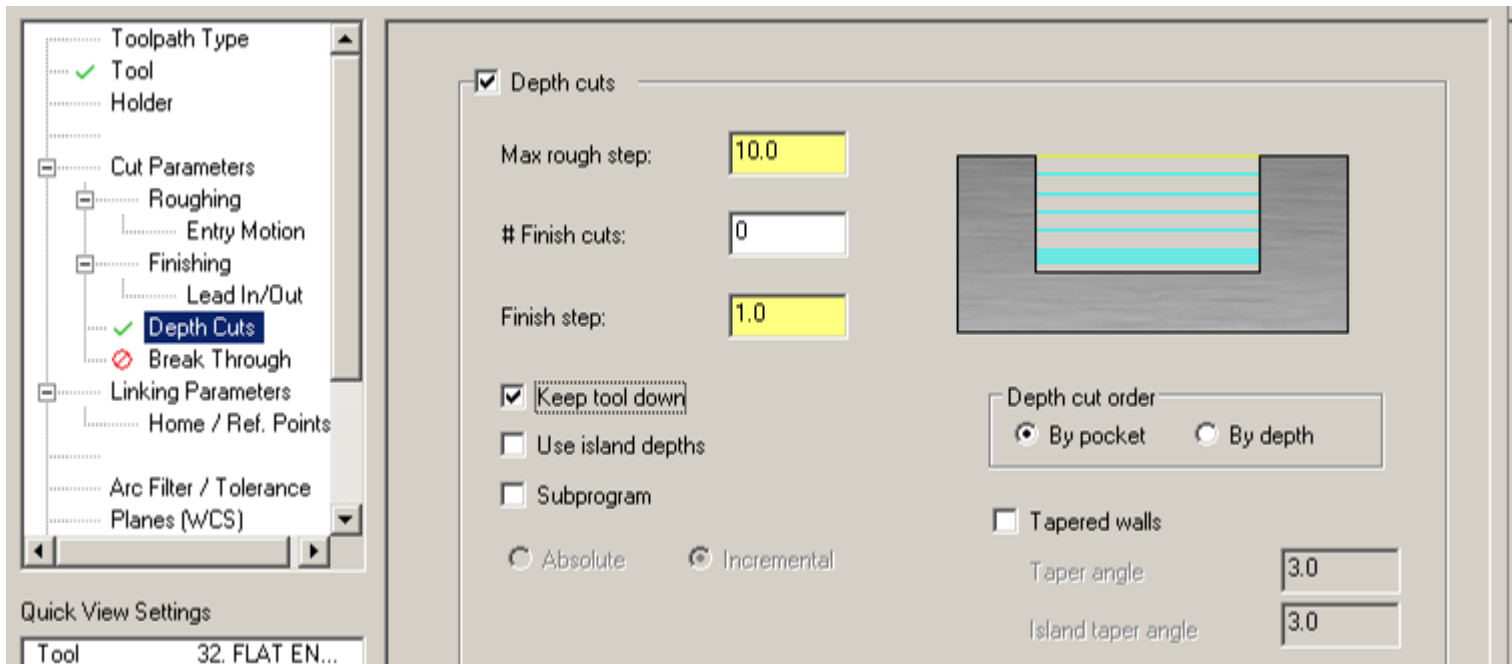 Toolpath Type
Tool
Holder
Cut Parameters
Roughing
Entry Motion
Finishing
Lead In/Out
Depth Cuts
Break Through
Linking Parameters
Home / Ref. Points
Arc Filter / Tolerance
Planes (WCS)
Quick View Settings
Tool 32. FLAT EN...
Depth cuts
Max rough step: 10.0
# Finish cuts: 0
Finish step: 1.0
Keep tool down
Use island depths
Subprogram
Absolute Incremental
Depth cut order
By pocket By depth
Tapered walls
Taper angle 3.0
Island taper angle 3.0